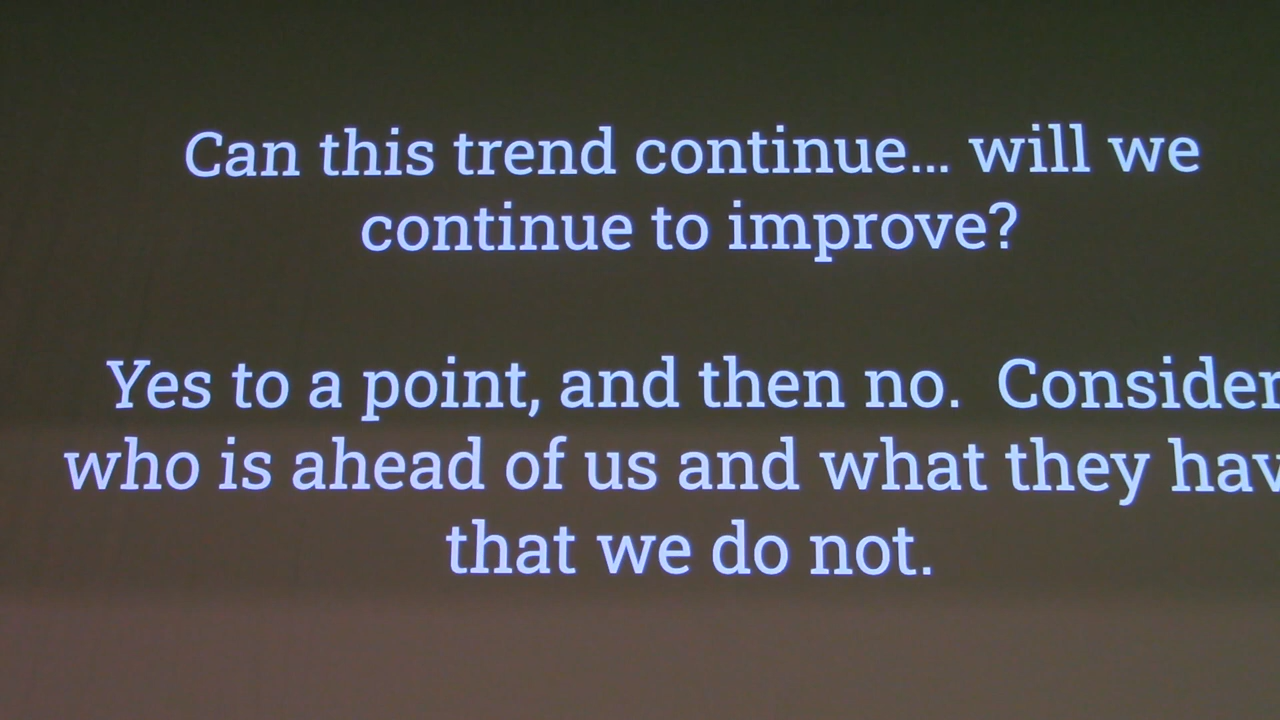 Can this trend continue... will we
continue to improve?
Yes to a point, and then no.  Consider
who is ahead of us and what they hav
that we do not.